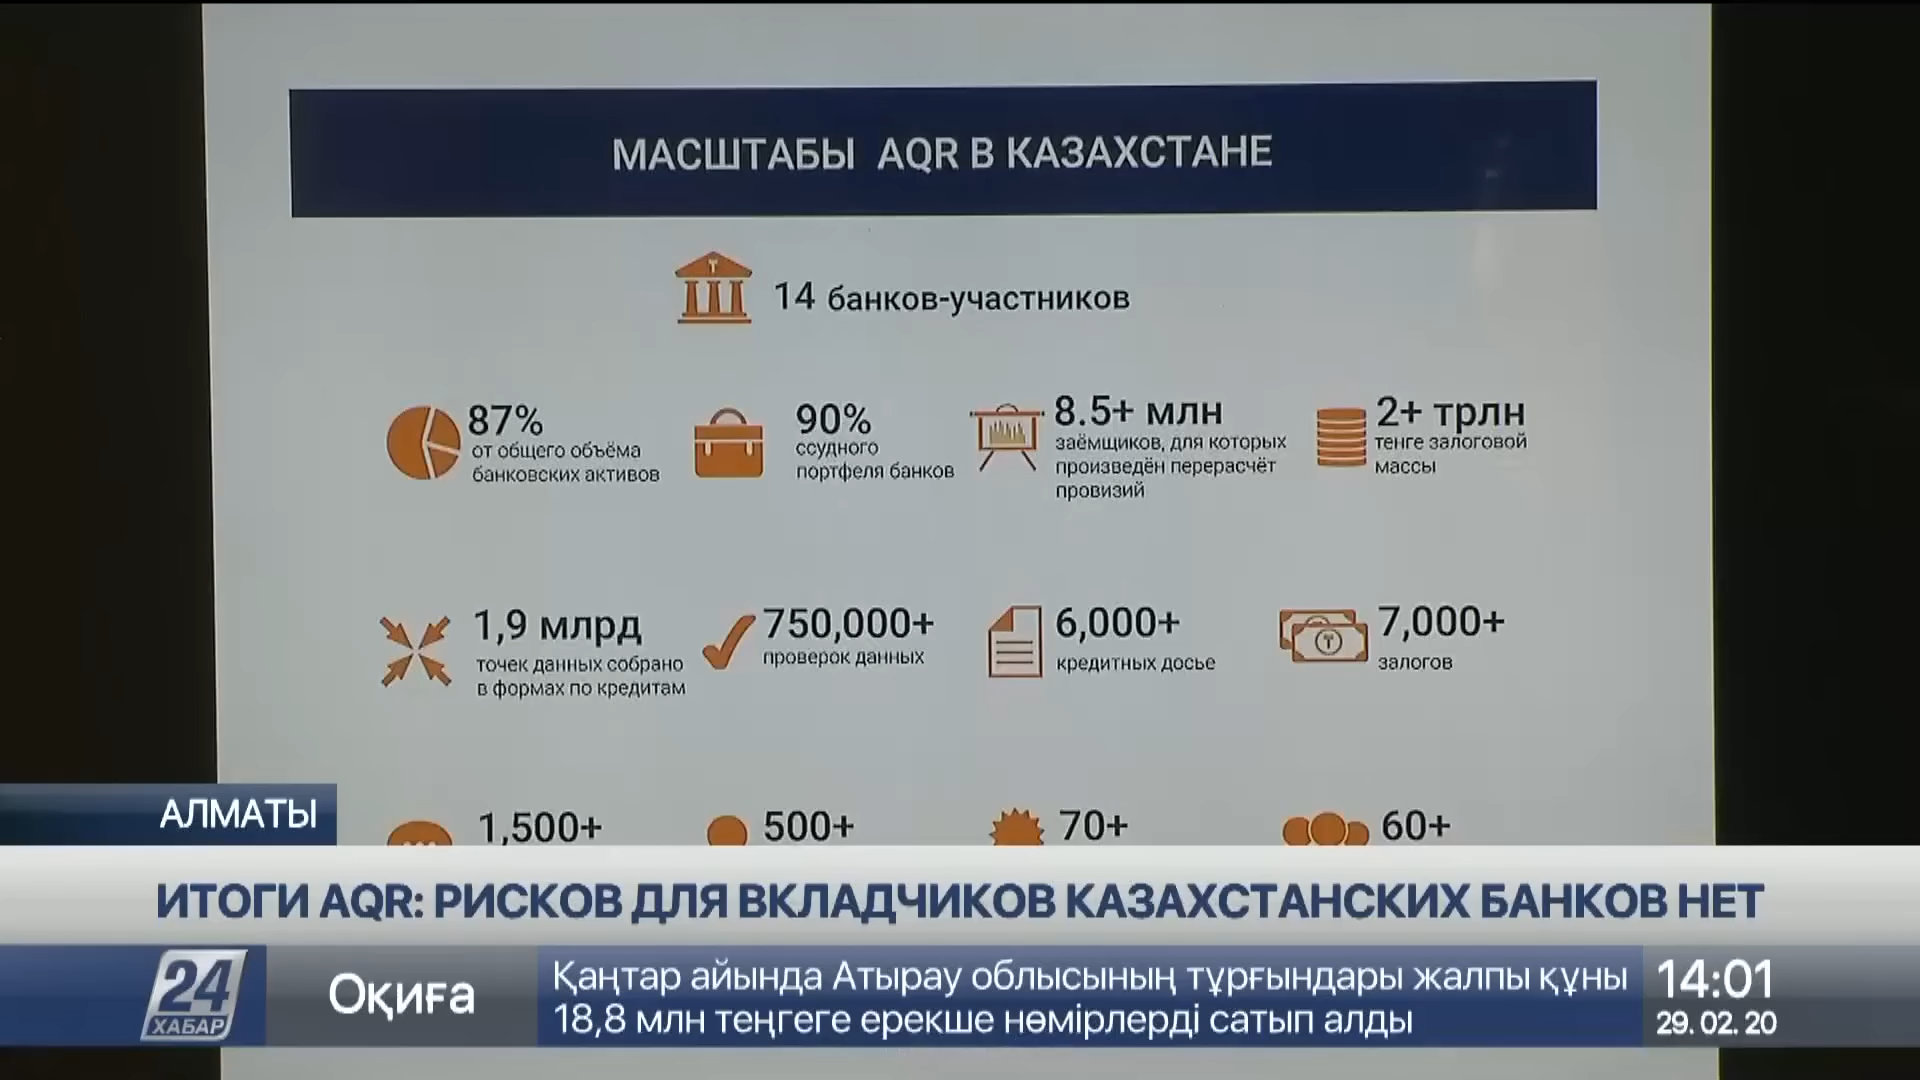 МАСШТАБЫ AQR В КАЗАХСТАНЕ
14 банков-участников
87%
от общего объёма
банковских активов
90%
ссудного
портфеля банков
8.5+ млн
заёмщиков, для которых
произведён перерасчёт
провизий
2+ трлн
тенге залоговой
массы
1,9 млрд
точек данных собрано
в формах по кредитам
750,000+
проверок данных
6,000+
кредитных досье
7,000+
залогов
1,500+
500+
70+
60+
АЛМАТЫ
ИТОГИ AQR: РИСКОВ ДЛЯ ВКЛАДЧИКОВ КАЗАХСТАНСКИХ БАНКОВ НЕТ
24
ХАБАР
Оқиға
Қаңтар айында Атырау облысының тұрғындары жалпы құны
18,8 млн теңгеге ерекше нөмірлерді сатып алды
14:01
29. 02. 20